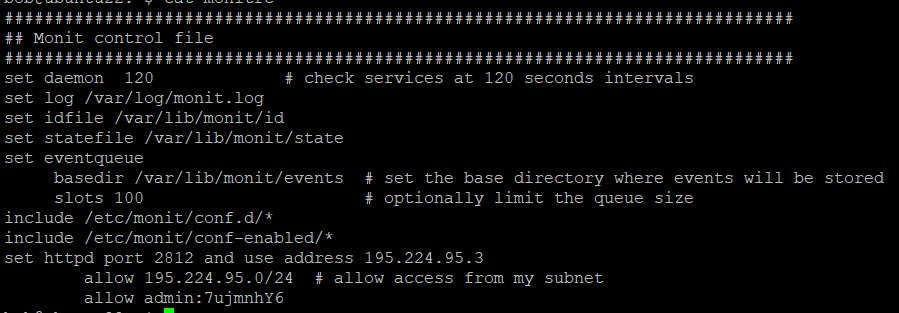 ################################################################################
## Monit control file
################################################################################
set daemon  120             # check services at 120 seconds intervals
set log /var/log/monit.log
set idfile /var/lib/monit/id
set statefile /var/lib/monit/state
set eventqueue
     basedir /var/lib/monit/events  # set the base directory where events will be stored
     slots 100                      # optionally limit the queue size
include /etc/monit/conf.d/*
include /etc/monit/conf-enabled/*
set httpd port 2812 and use address 195.224.95.3
        allow 195.224.95.0/24  # allow access from my subnet
        allow admin:7ujmnhY6